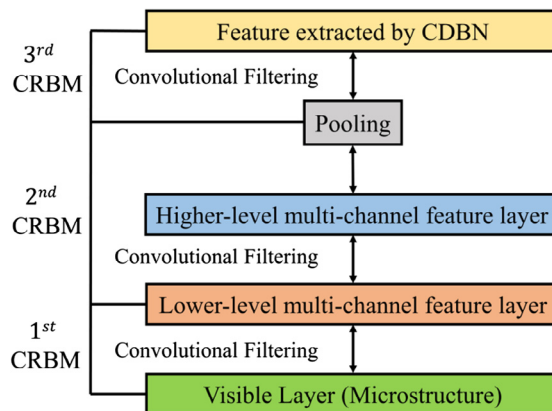 Feature extracted by CDBN
3rd
CRBM
Convolutional Filtering
Pooling
2nd
CRBM
Higher-level multi-channel feature layer
Convolutional Filtering
Lower-level multi-channel feature layer
1st
CRBM
Convolutional Filtering
Visible Layer (Microstructure)